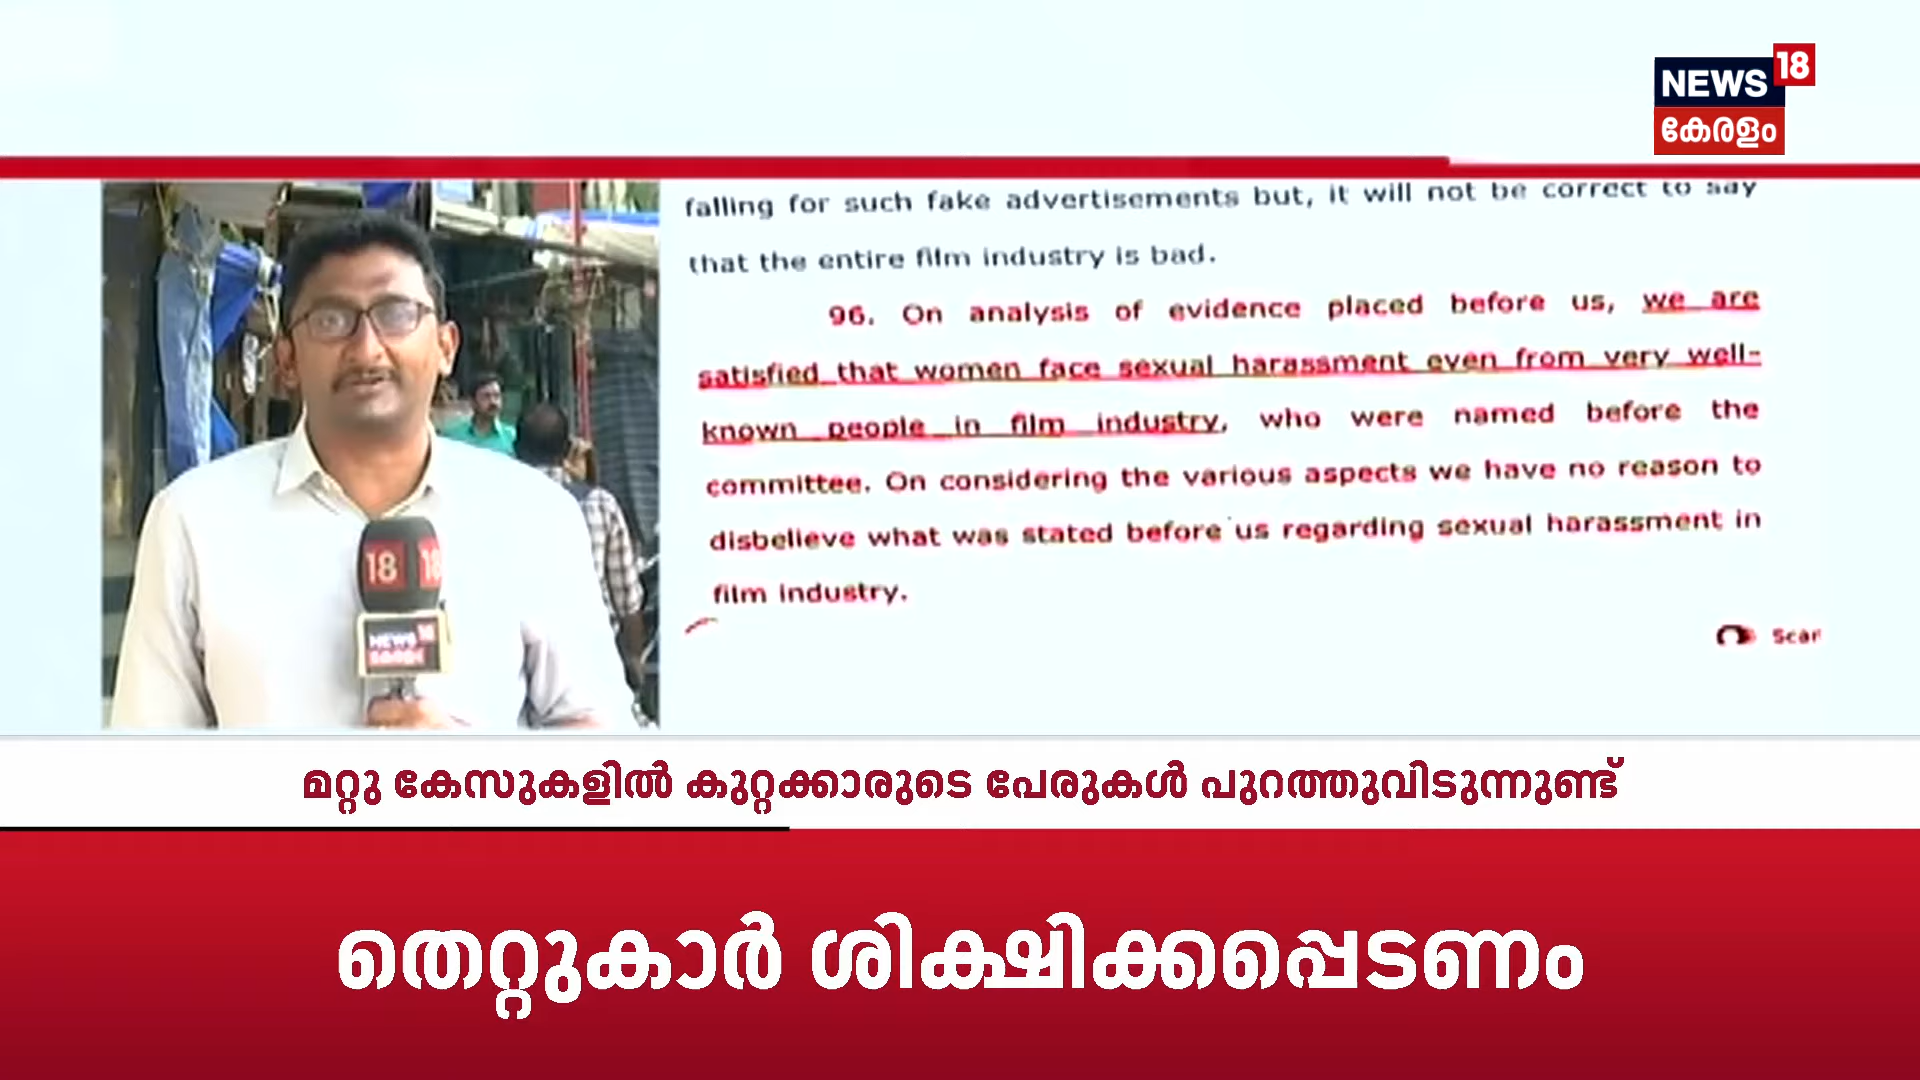 NEWS 18
കേരളം
falling for such fake advertisements but, it will not be correct to say
that the entire film industry is bad.
96. On analysis of evidence placed before us, we are
satisfied that women face sexual harassment even from very well-
known people in film industry, who were named before the
committee. On considering the various aspects we have no reason to
disbelieve what was stated before us regarding sexual harassment in
film industry.
18 18
NEWS 18
മറ്റു കേസുകളിൽ കുറ്റക്കാരുടെ പേരുകൾ പുറത്തുവിടുന്നുണ്ട്
തെറ്റുകാർ ശിക്ഷിക്കപ്പെടണം